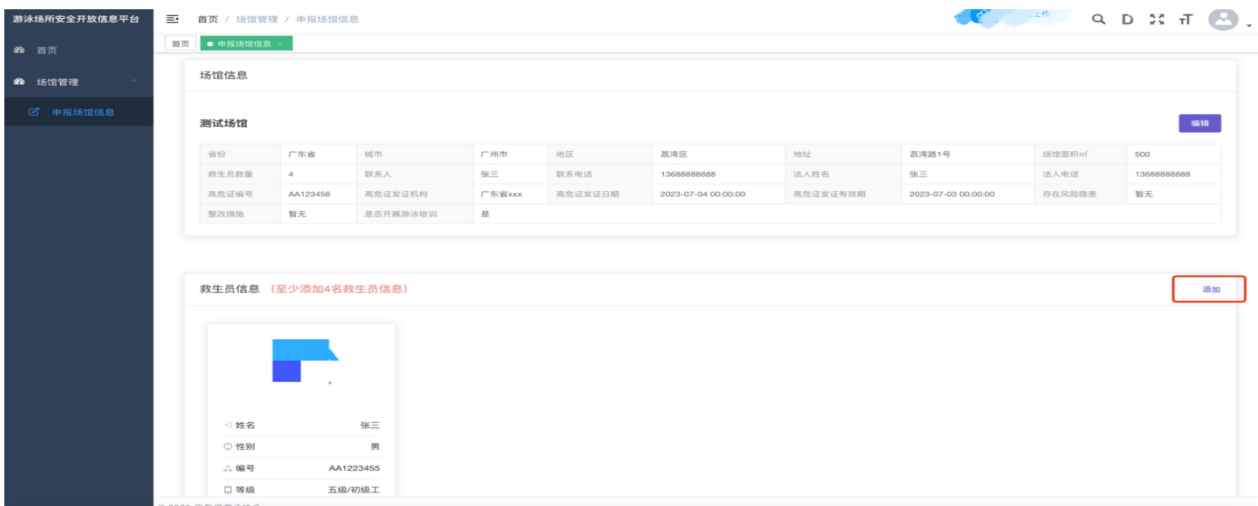 游泳场所安全开放信息平台
首页 / 场馆管理 / 申报场馆信息
首页
场馆管理
申报场馆信息
首页 申报场馆信息
场馆信息
测试场馆 编辑
省份 广东省 城市 广州市 地区 荔湾区 地址 荔湾路1号 场馆面积㎡ 500
救生员数量 4 联系人 张三 联系电话 13688888888 法人姓名 张三 法人电话 13688888888
高危证编号 AA123456 高危证发证机构 广东省xxx 高危证发证日期 2023-07-04 00:00:00 高危证发证有效期 2023-07-03 00:00:00 存在风险隐患 暂无
整改措施 暂无 是否开展游泳培训 是
救生员信息 (至少添加4名救生员信息) 添加
姓名 张三
性别 男
编号 AA1223455
等级 五级/初级工